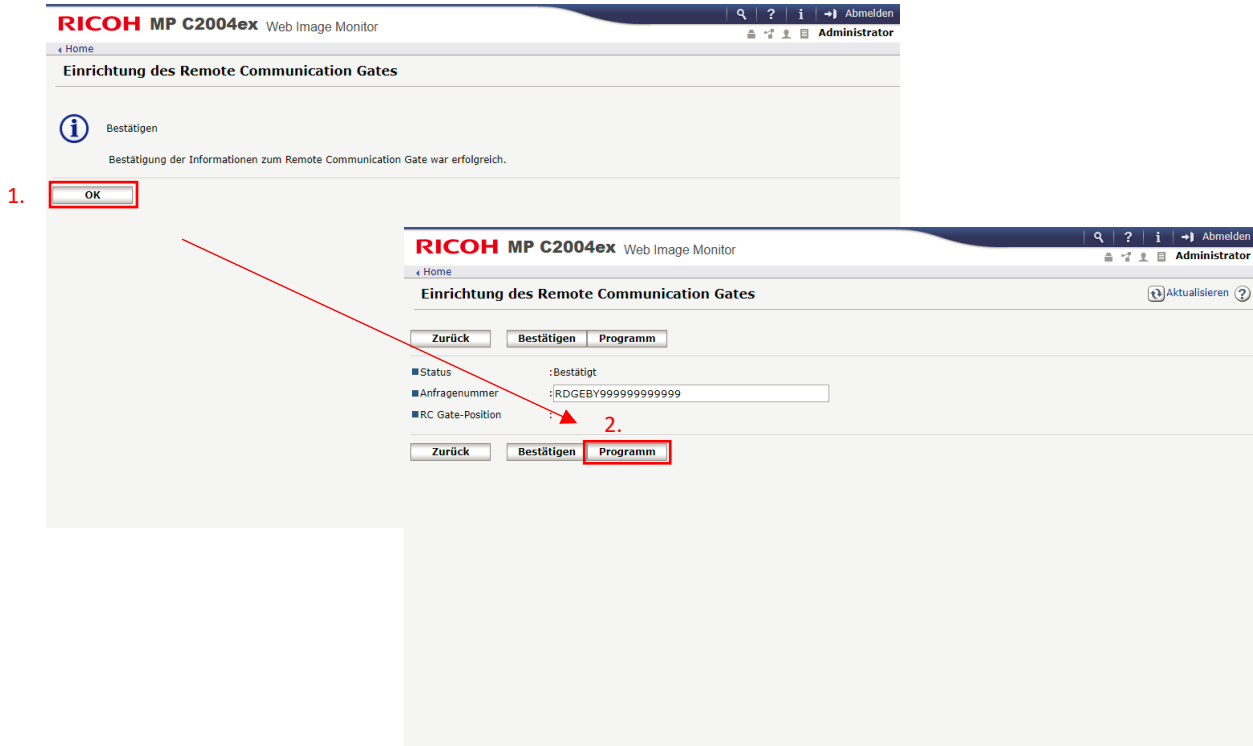 RICOH MP C2004ex Web Image Monitor
? i Abmelden
Administrator
Home
Einrichtung des Remote Communication Gates
Bestätigen
Bestätigung der Informationen zum Remote Communication Gate war erfolgreich.
1. OK
RICOH MP C2004ex Web Image Monitor
? i Abmelden
Administrator
Home
Einrichtung des Remote Communication Gates
Aktualisieren ?
Zurück Bestätigen Programm
Status :Bestätigt
Anfragenummer :RDGEBY999999999999
RC Gate-Position :
2.
Zurück Bestätigen Programm